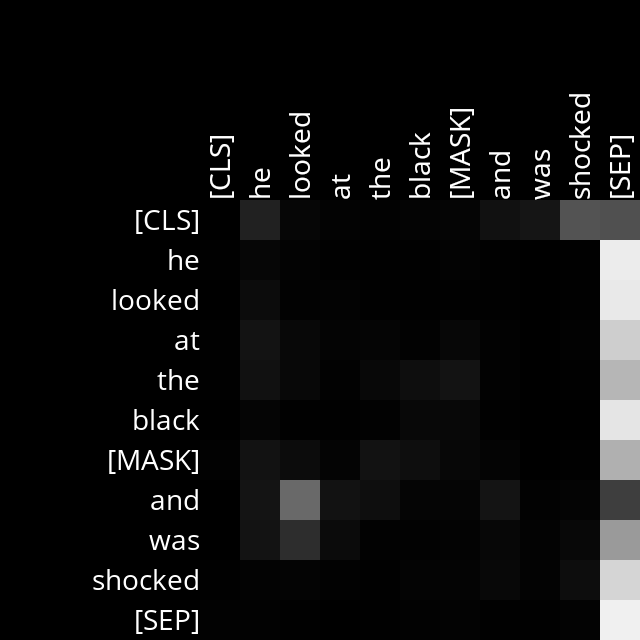 [CLS] he looked at the black [MASK] and was shocked [SEP]
[CLS]
he
looked
at
the
black
[MASK]
and
was
shocked
[SEP]